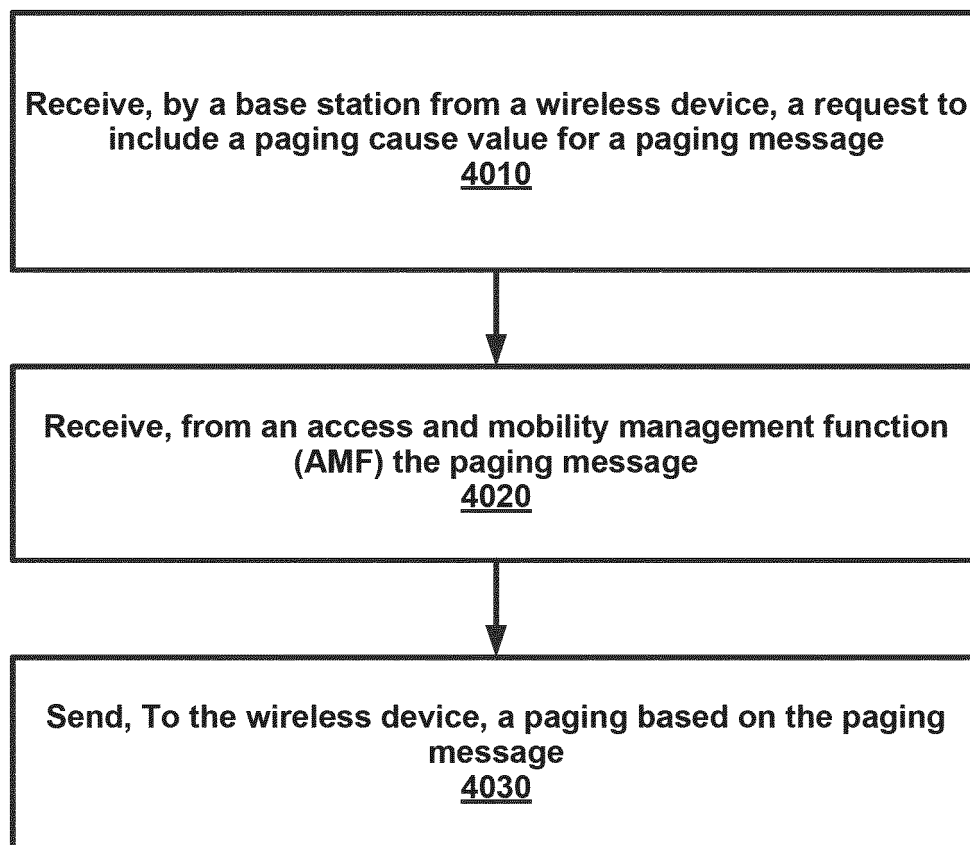 Receive, by a base station from a wireless device, a request to
include a paging cause value for a paging message
4010
Receive, from an access and mobility management function
(AMF) the paging message
4020
Send, To the wireless device, a paging based on the paging
message
4030